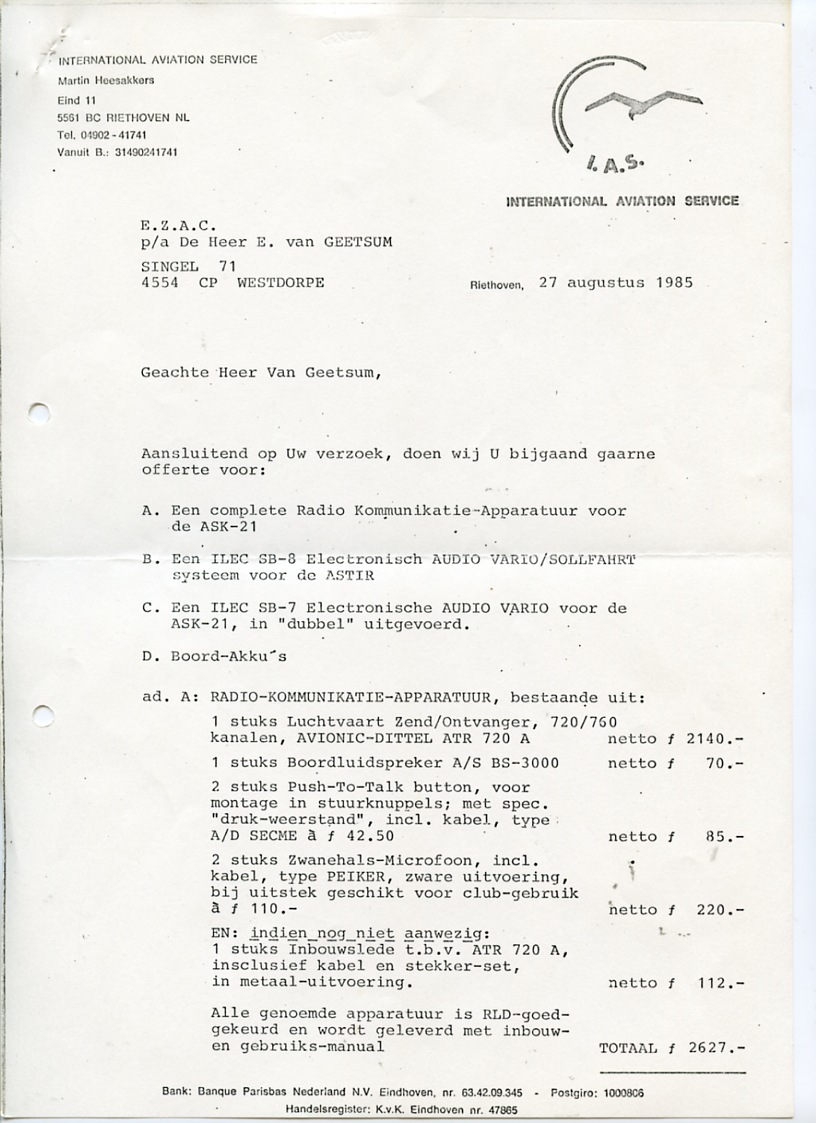 INTERNATIONAL AVIATION SERVICE
Martin Heesakkers
Eind 11
5561 BC RIETHOVEN NL
Tel. 04902-41741
Vanuit B.: 31490241741
I.A.S.
INTERNATIONAL AVIATION SERVICE
E.Z.A.C.
p/a De Heer E. van GEETSUM
SINGEL 71
4554 CP WESTDORPE
Riethoven, 27 augustus 1985
Geachte Heer Van Geetsum,
Aansluitend op Uw verzoek, doen wij U bijgaand gaarne
offerte voor:
A. Een complete Radio Kommunikatie-Apparatuur voor
de ASK-21
B. Een ILEC SB-8 Electronisch AUDIO VARIO/SOLLFAHRT
systeem voor de ASTIR
C. Een ILEC SB-7 Electronische AUDIO VARIO voor de
ASK-21, in "dubbel" uitgevoerd.
D. Boord-Akku´s
ad. A: RADIO-KOMMUNIKATIE-APPARATUUR, bestaande uit:
1 stuks Luchtvaart Zend/Ontvanger, 720/760
kanalen, AVIONIC-DITTEL ATR 720 A netto f 2140.-
1 stuks Boordluidspreker A/S BS-3000 netto f 70.-
2 stuks Push-To-Talk button, voor
montage in stuurknuppels; met spec.
"druk-weerstand", incl. kabel, type
A/D SECME à f 42.50 netto f 85.-
2 stuks Zwanehals-Microfoon, incl.
kabel, type PEIKER, zware uitvoering,
bij uitstek geschikt voor club-gebruik
à f 110.- netto f 220.-
EN: indien nog niet aanwezig:
1 stuks Inbouwslede t.b.v. ATR 720 A,
insclusief kabel en stekker-set,
in metaal-uitvoering. netto f 112.-
Alle genoemde apparatuur is RLD-goed-
gekeurd en wordt geleverd met inbouw-
en gebruiks-manual TOTAAL f 2627.-
Bank: Banque Parisbas Nederland N.V. Eindhoven, nr. 63.42.09.345 - Postgiro: 1000806
Handelsregister: K.v.K. Eindhoven nr. 47865